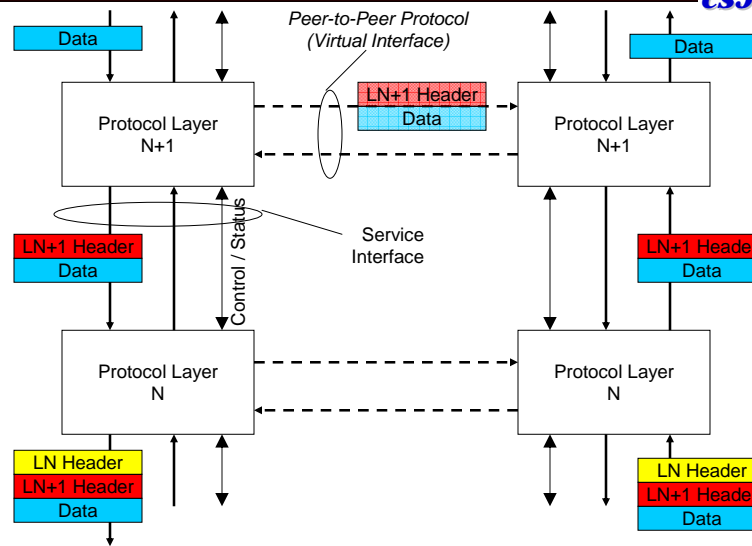 Data
Peer-to-Peer Protocol
(Virtual Interface)
Data
Protocol Layer
N+1
LN+1 Header
Data
Protocol Layer
N+1
LN+1 Header
Data
Control / Status
Service
Interface
LN+1 Header
Data
Protocol Layer
N
Protocol Layer
N
LN Header
LN+1 Header
Data
LN Header
LN+1 Header
Data